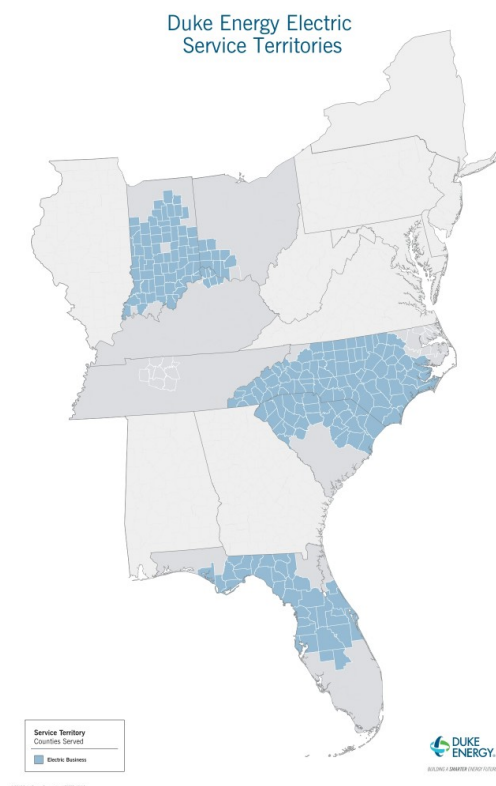 Duke Energy Electric
Service Territories
Service Territory
Counties Served
Electric Business
DUKE
ENERGY.
BUILDING A SMARTER ENERGY FUTURE